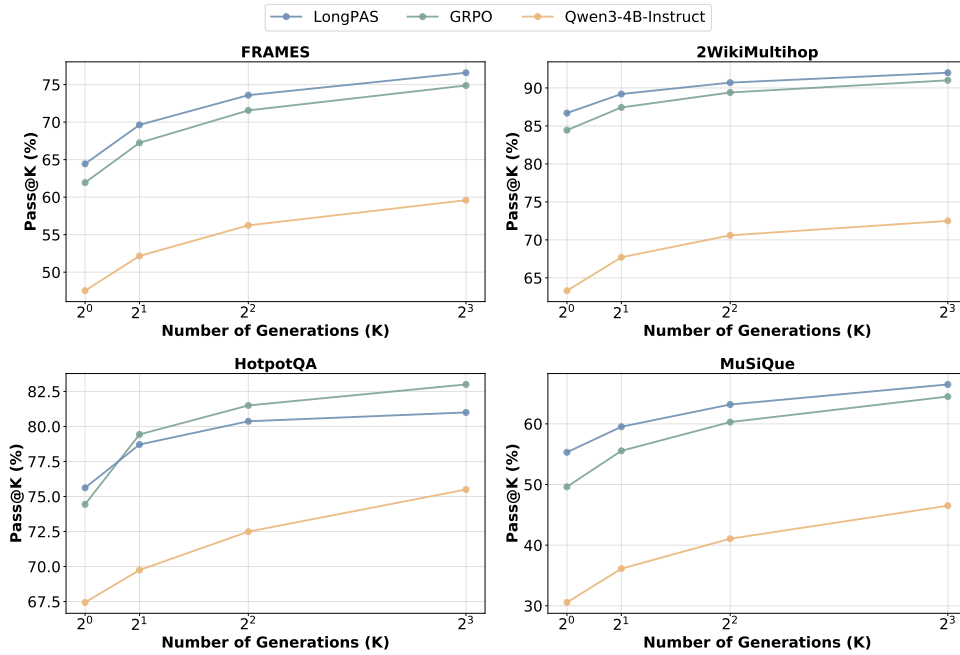 LongPAS GRPO Qwen3-4B-Instruct
FRAMES
Pass@K (%)
75
70
65
60
55
50
2^0 2^1 2^2 2^3
Number of Generations (K)
2WikiMultihop
Pass@K (%)
90
85
80
75
70
65
2^0 2^1 2^2 2^3
Number of Generations (K)
HotpotQA
Pass@K (%)
82.5
80.0
77.5
75.0
72.5
70.0
67.5
2^0 2^1 2^2 2^3
Number of Generations (K)
MuSiQue
Pass@K (%)
60
50
40
30
2^0 2^1 2^2 2^3
Number of Generations (K)